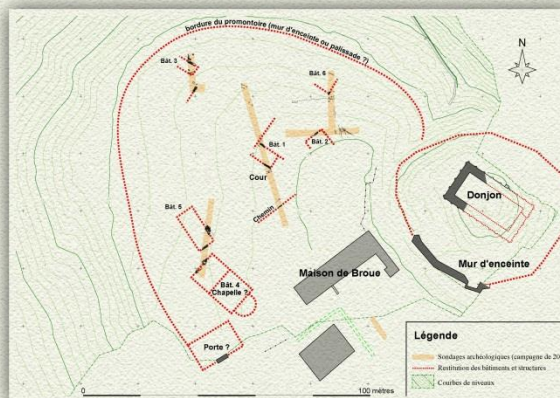 bordure du promontoire (mur d'enceinte ou palissade ?)
N
Bât. 3
Bât. 6
Bât. 1
Bât. 2
Cour
Donjon
Chemin
Bât. 5
Mur d'enceinte
Maison de Broue
Bât. 4
Chapelle ?
Porte ?
Légende
Sondages archéologiques (campagne de 20
Restitution des bâtiments et structures
Courbes de niveaux
0
100 mètres